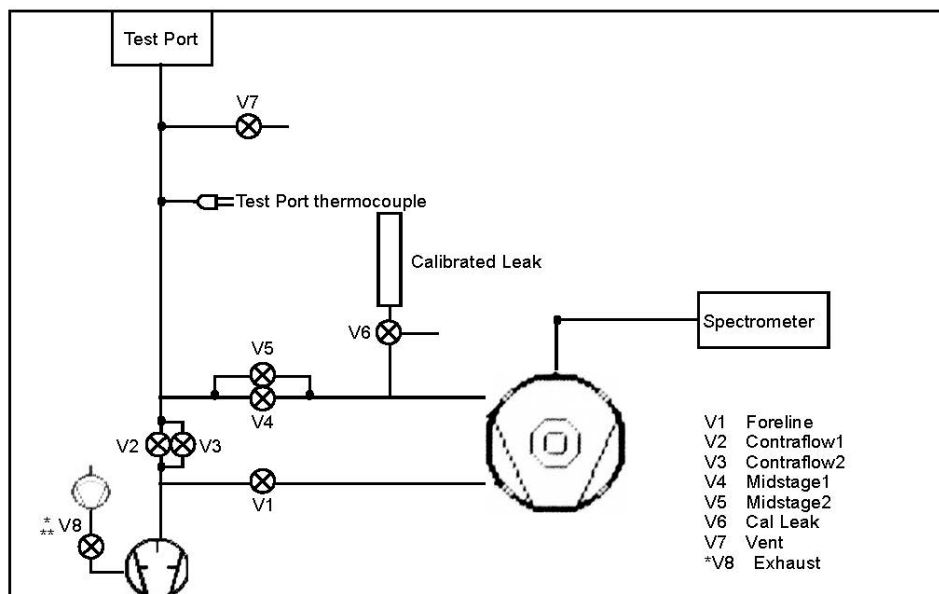 Test Port
V7
Test Port thermocouple
Calibrated Leak
V6
Spectrometer
V5
V4
V2
V3
V1
*
** V8
V1 Foreline
V2 Contraflow1
V3 Contraflow2
V4 Midstage1
V5 Midstage2
V6 Cal Leak
V7 Vent
*V8 Exhaust